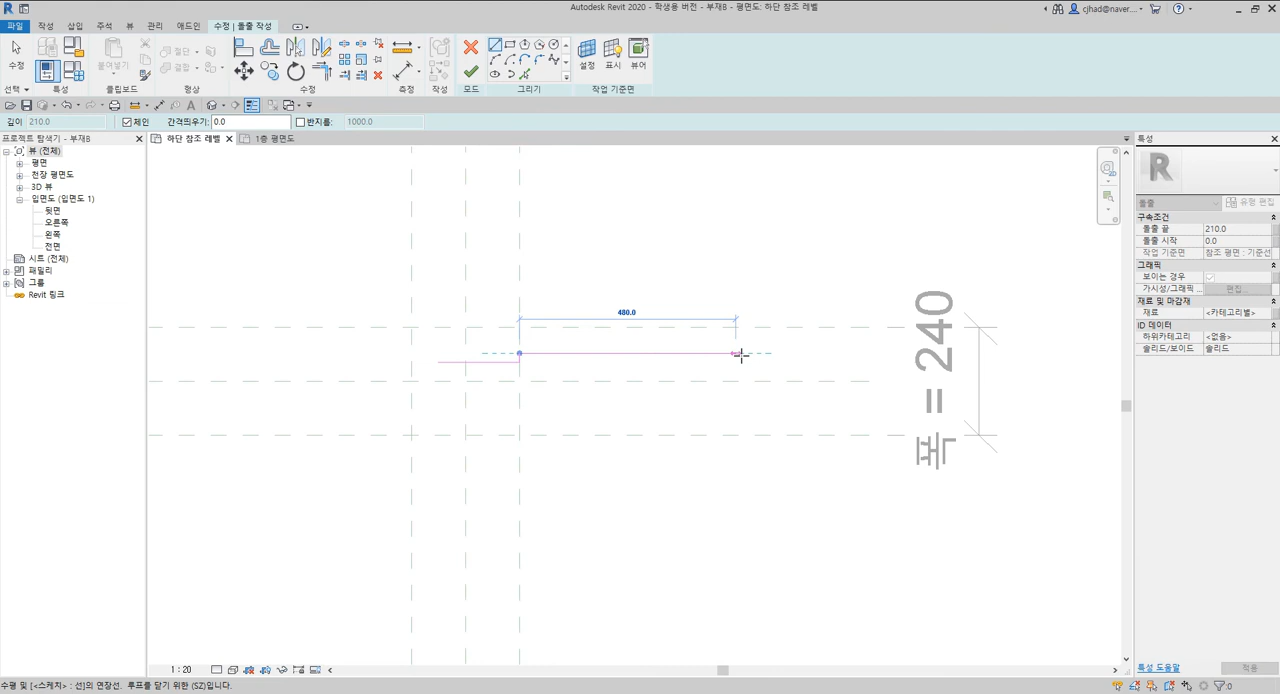 Autodesk Revit 2020 - 학생용 버전 - 부재B - 평면도: 하단 참조 레벨
cjhad@naver....
파일 작성 삽입 주석 뷰 관리 애드인 수정 | 돌출 작성
수정
붙여넣기
절단
결합
설정 표시 뷰어
선택 특성 클립보드 형상 수정 측정 작성 모드 그리기 작업 기준면
깊이 210.0 체인 간격띄우기: 0.0 반지름: 1000.0
프로젝트 탐색기 - 부재B
하단 참조 레벨
1층 평면도
특성
뷰 (전체)
평면
천장 평면도
3D 뷰
입면도 (입면도 1)
뒷면
오른쪽
왼쪽
전면
시트 (전체)
패밀리
그룹
Revit 링크
480.0
폭 = 240
돌출
유형 편집
구속조건
돌출 끝 210.0
돌출 시작 0.0
작업 기준면 참조 평면 : 기준선
그래픽
보이는 경우
가시성/그래픽 ... 편집...
재료 및 마감재
재료 <카테고리별>
ID 데이터
하위카테고리 <없음>
솔리드/보이드 솔리드
특성 도움말
적용
1 : 20
수평 및 [<스케치> : 선]의 연장선. 루프를 닫기 위한 (SZ)입니다.
:0